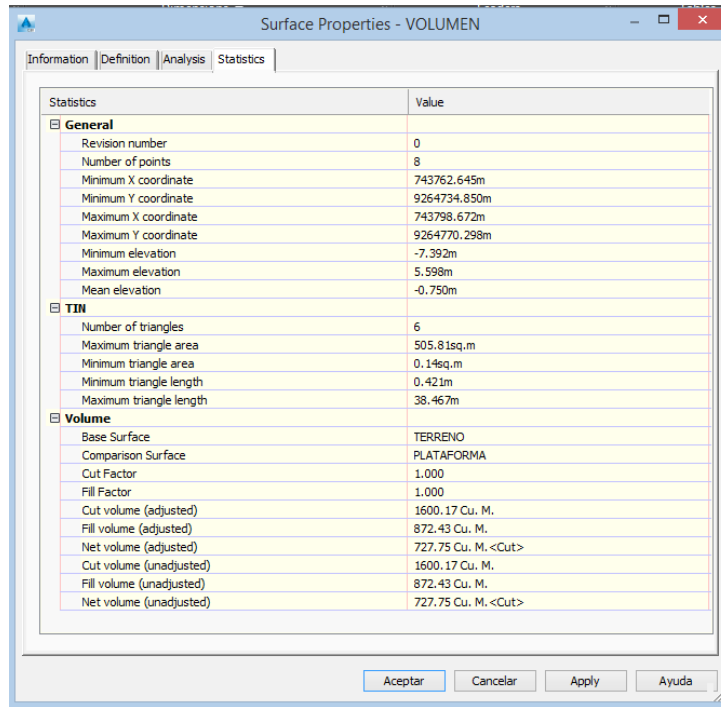 Surface Properties - VOLUMEN
Information Definition Analysis Statistics
Statistics Value
General
Revision number 0
Number of points 8
Minimum X coordinate 743762.645m
Minimum Y coordinate 9264734.850m
Maximum X coordinate 743798.672m
Maximum Y coordinate 9264770.298m
Minimum elevation -7.392m
Maximum elevation 5.598m
Mean elevation -0.750m
TIN
Number of triangles 6
Maximum triangle area 505.81sq.m
Minimum triangle area 0.14sq.m
Minimum triangle length 0.421m
Maximum triangle length 38.467m
Volume
Base Surface TERRENO
Comparison Surface PLATAFORMA
Cut Factor 1.000
Fill Factor 1.000
Cut volume (adjusted) 1600.17 Cu. M.
Fill volume (adjusted) 872.43 Cu. M.
Net volume (adjusted) 727.75 Cu. M.<Cut>
Cut volume (unadjusted) 1600.17 Cu. M.
Fill volume (unadjusted) 872.43 Cu. M.
Net volume (unadjusted) 727.75 Cu. M.<Cut>
Aceptar Cancelar Apply Ayuda